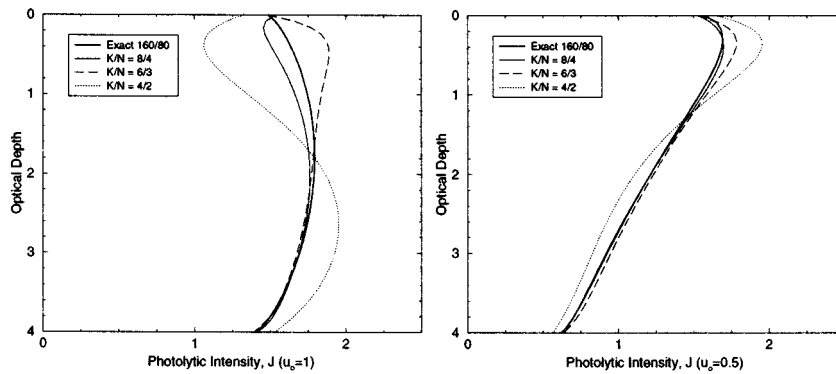 0
1
2
3
4
Optical Depth
Exact 160/80
K/N = 8/4
K/N = 6/3
K/N = 4/2
0
1
2
Photolytic Intensity, J (u₀=1)
0
1
2
3
4
Optical Depth
Exact 160/80
K/N = 8/4
K/N = 6/3
K/N = 4/2
0
1
2
Photolytic Intensity, J (u₀=0.5)